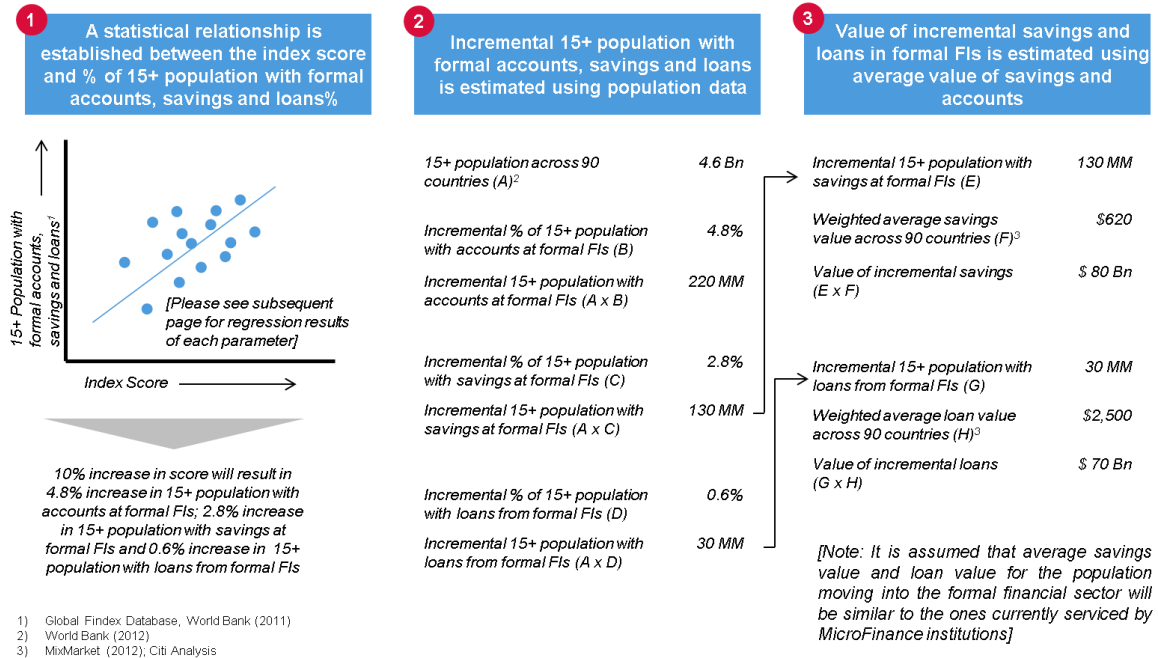 1
A statistical relationship is
established between the index score
and % of 15+ population with formal
accounts, savings and loans%
15+ Population with
formal accounts,
savings and loans1
[Please see subsequent
page for regression results
of each parameter]
Index Score
10% increase in score will result in
4.8% increase in 15+ population with
accounts at formal FIs; 2.8% increase
in 15+ population with savings at
formal FIs and 0.6% increase in 15+
population with loans from formal FIs
2
Incremental 15+ population with
formal accounts, savings and loans
is estimated using population data
15+ population across 90 4.6 Bn
countries (A)2
Incremental % of 15+ population 4.8%
with accounts at formal FIs (B)
Incremental 15+ population with 220 MM
accounts at formal FIs (A x B)
Incremental % of 15+ population 2.8%
with savings at formal FIs (C)
Incremental 15+ population with 130 MM
savings at formal FIs (A x C)
Incremental % of 15+ population 0.6%
with loans from formal FIs (D)
Incremental 15+ population with 30 MM
loans from formal FIs (A x D)
3
Value of incremental savings and
loans in formal FIs is estimated using
average value of savings and
accounts
Incremental 15+ population with 130 MM
savings at formal FIs (E)
Weighted average savings $620
value across 90 countries (F)3
Value of incremental savings $ 80 Bn
(E x F)
Incremental 15+ population with 30 MM
loans from formal FIs (G)
Weighted average loan value $2,500
across 90 countries (H)3
Value of incremental loans $ 70 Bn
(G x H)
[Note: It is assumed that average savings
value and loan value for the population
moving into the formal financial sector will
be similar to the ones currently serviced by
MicroFinance institutions]
1) Global Findex Database, World Bank (2011)
2) World Bank (2012)
3) MixMarket (2012); Citi Analysis